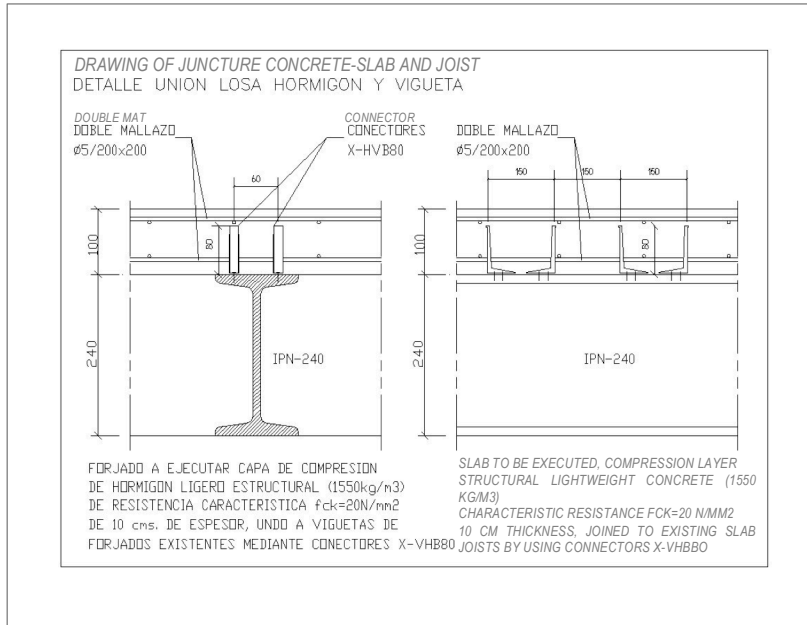 DRAWING OF JUNCTURE CONCRETE-SLAB AND JOIST
DETALLE UNION LOSA HORMIGON Y VIGUETA
DOUBLE MAT
DOBLE MALLAZO
Ø5/200x200
CONNECTOR
CONECTORES
X-HVB80
DOBLE MALLAZO
Ø5/200x200
60
150
150
150
100
80
100
80
240
IPN-240
240
IPN-240
FORJADO A EJECUTAR CAPA DE COMPRESION
DE HORMIGON LIGERO ESTRUCTURAL (1550kg/m3)
DE RESISTENCIA CARACTERISTICA fck=20N/mm2
DE 10 cms. DE ESPESOR, UNDO A VIGUETAS DE
FORJADOS EXISTENTES MEDIANTE CONECTORES X-VHB80
SLAB TO BE EXECUTED, COMPRESSION LAYER
STRUCTURAL LIGHTWEIGHT CONCRETE (1550
KG/M3)
CHARACTERISTIC RESISTANCE FCK=20 N/MM2
10 CM THICKNESS, JOINED TO EXISTING SLAB
JOISTS BY USING CONNECTORS X-VHBBO